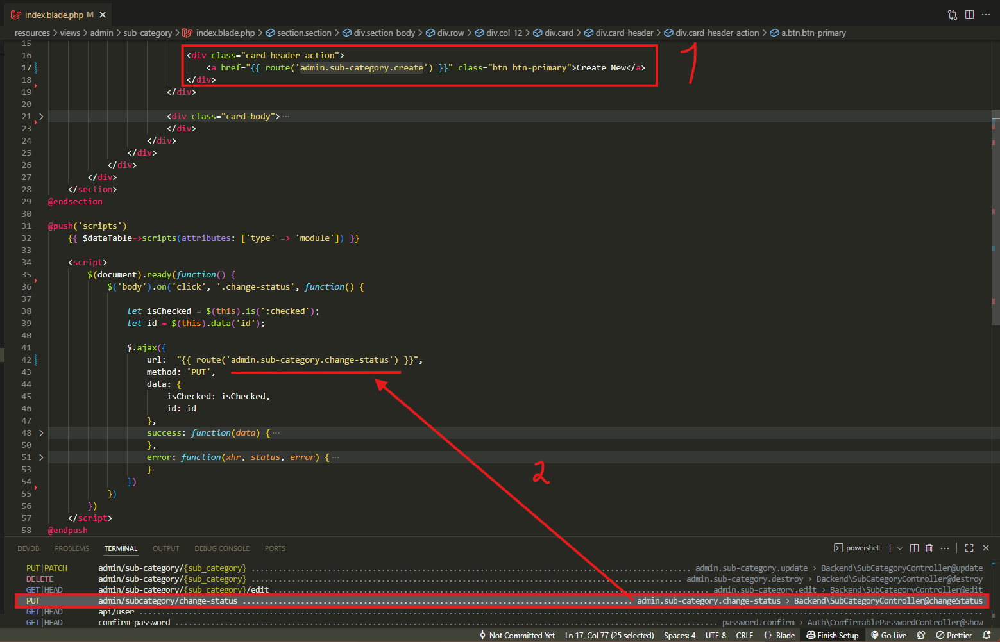 index.blade.php M
resources > views > admin > sub-category > index.blade.php > section.section > div.section-body > div.row > div.col-12 > div.card > div.card-header > div.card-header-action > a.btn.btn-primary
15
16 <div class="card-header-action">
17 <a href="{{ route('admin.sub-category.create') }}" class="btn btn-primary">Create New</a>
18 </div>
1
19 </div>
20
21 <div class="card-body">...
23 </div>
24 </div>
25 </div>
26 </div>
27 </div>
28 </section>
29 @endsection
30
31 @push('scripts')
32 {{ $dataTable->scripts(attributes: ['type' => 'module']) }}
33
34 <script>
35 $(document).ready(function() {
36 $('body').on('click', '.change-status', function() {
37
38 let isChecked = $(this).is(':checked');
39 let id = $(this).data('id');
40
41 $.ajax({
42 url: "{{ route('admin.sub-category.change-status') }}",
43 method: 'PUT',
44 data: {
45 isChecked: isChecked,
46 id: id
47 },
48 success: function(data) {...
50 },
51 error: function(xhr, status, error) {...
53 }
2
54 })
55 })
56 })
57 </script>
58 @endpush
DEVDB PROBLEMS TERMINAL OUTPUT DEBUG CONSOLE PORTS powershell
PUT|PATCH admin/sub-category/{sub_category} ... admin.sub-category.update › Backend\SubCategoryController@update
DELETE admin/sub-category/{sub_category} ... admin.sub-category.destroy › Backend\SubCategoryController@destroy
GET|HEAD admin/sub-category/{sub_category}/edit ... admin.sub-category.edit › Backend\SubCategoryController@edit
PUT admin/subcategory/change-status ... admin.sub-category.change-status › Backend\SubCategoryController@changeStatus
GET|HEAD api/user ...
GET|HEAD confirm-password ... password.confirm › Auth\ConfirmablePasswordController@show
Not Committed Yet Ln 17, Col 77 (25 selected) Spaces: 4 UTF-8 CRLF {} Blade Finish Setup Go Live Prettier